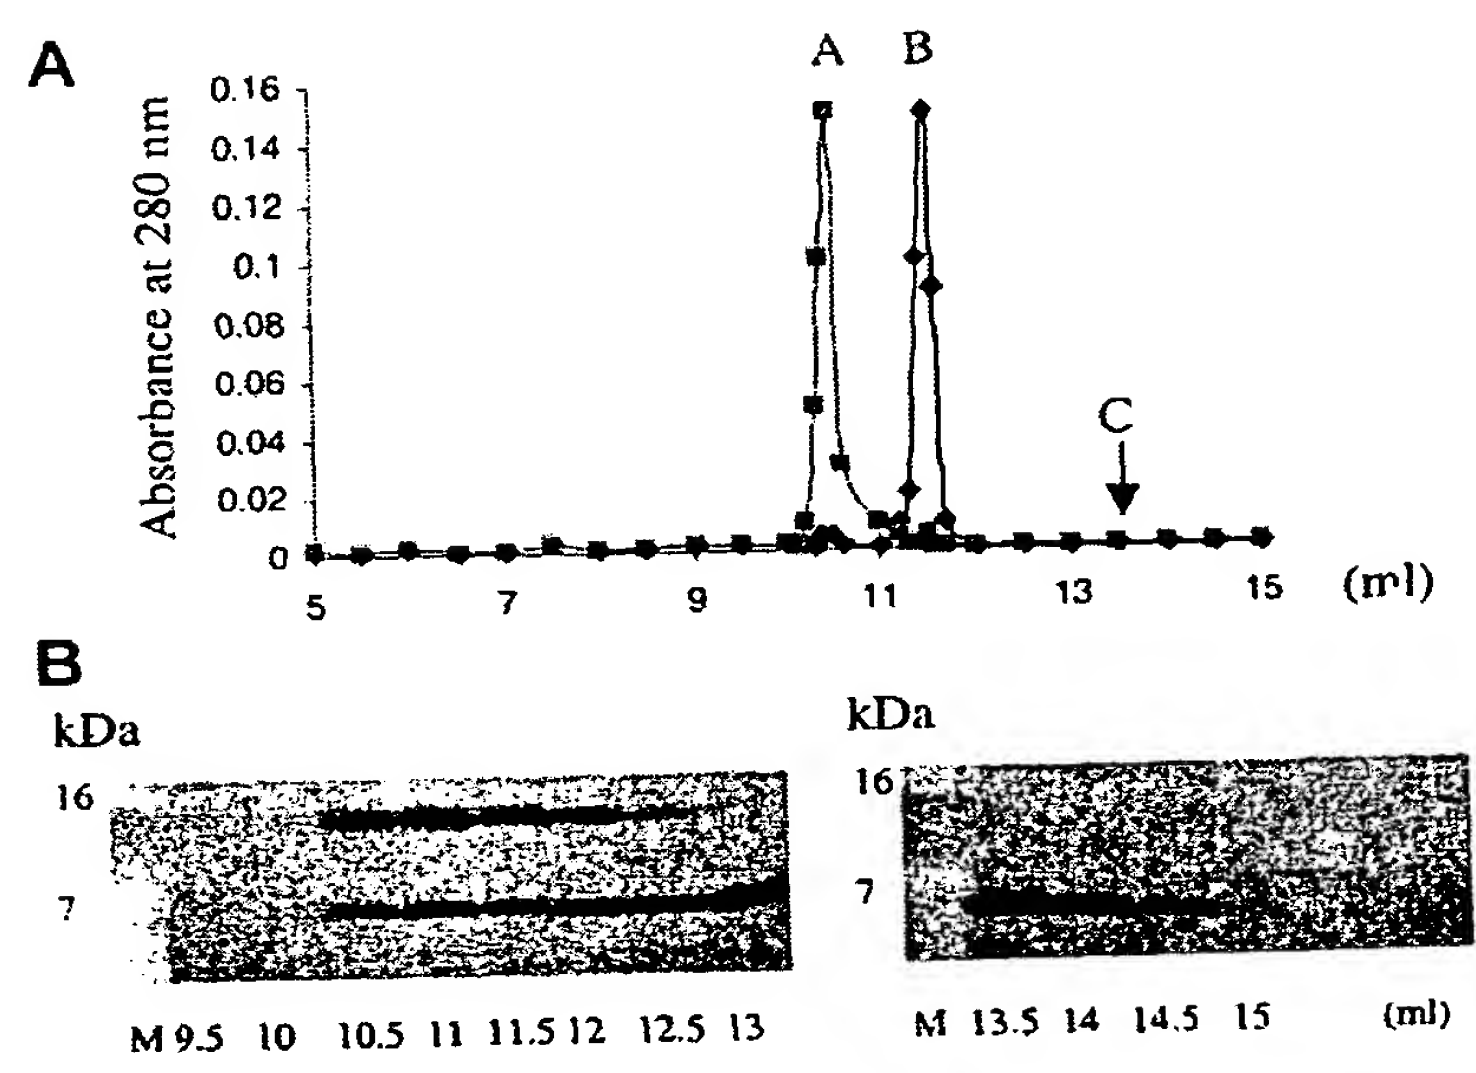 A
A B
Absorbance at 280 nm
0.16
0.14
0.12
0.1
0.08
0.06
0.04
0.02
0
C
5 7 9 11 13 15 (ml)
B
kDa
16
7
M 9.5 10 10.5 11 11.5 12 12.5 13
kDa
16
7
M 13.5 14 14.5 15 (ml)